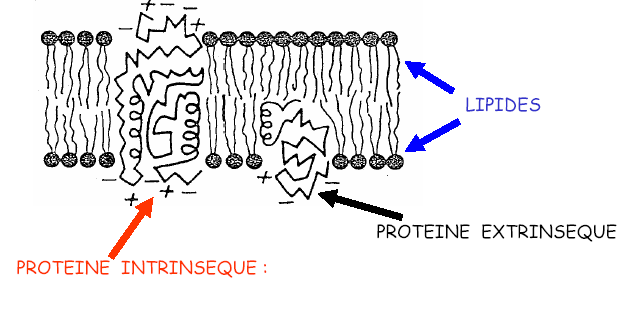 LIPIDES
PROTEINE EXTRINSEQUE
PROTEINE INTRINSEQUE :